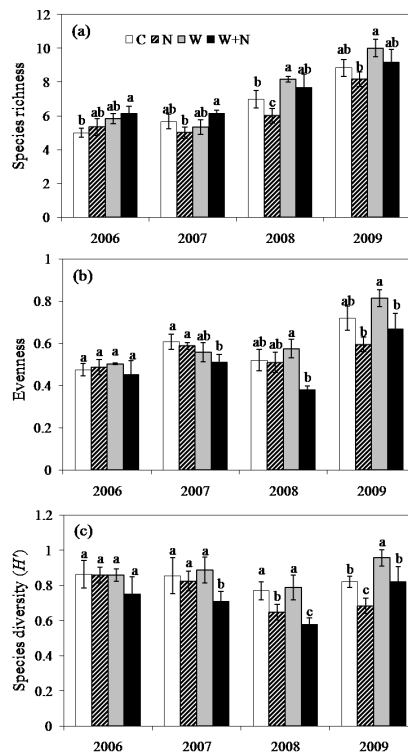 12
(a)
C N W W+N
10
8
6
4
2
0
Species richness
b ab ab a
ab b ab a
b c a ab
ab b a ab
2006 2007 2008 2009
1
(b)
0.8
0.6
0.4
0.2
0
Evenness
a a a a
a a ab b
ab ab a b
ab b a b
2006 2007 2008 2009
1.2
(c)
1
0.8
0.6
0.4
0.2
0
Species diversity (H')
a a a a
a a a b
a b a c
b c a b
2006 2007 2008 2009